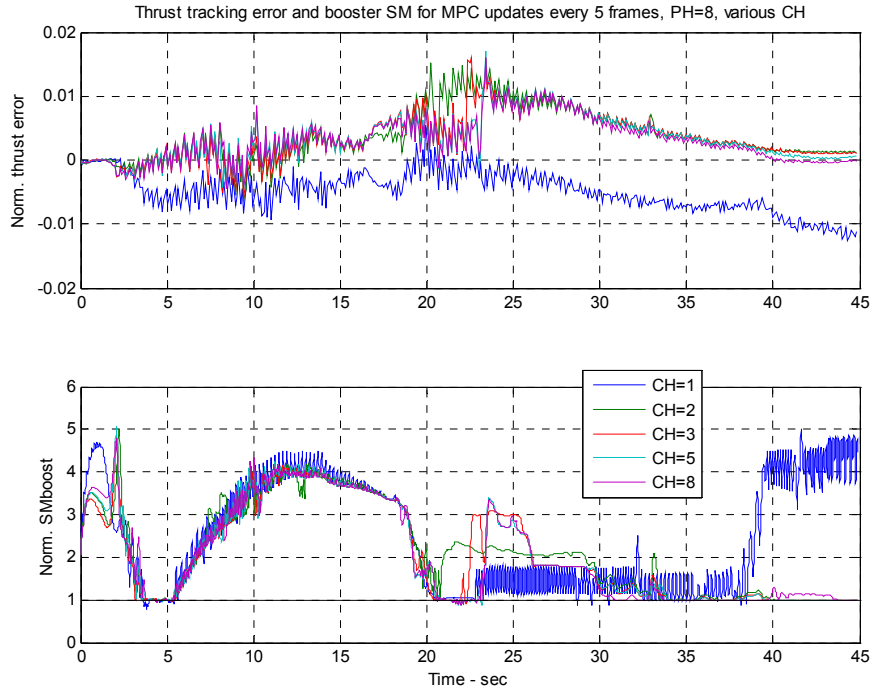 Thrust tracking error and booster SM for MPC updates every 5 frames, PH=8, various CH
0.02
0.01
0
-0.01
-0.02
Norm. thrust error
0 5 10 15 20 25 30 35 40 45
6
5
4
3
2
1
0
Norm. SMboost
CH=1
CH=2
CH=3
CH=5
CH=8
0 5 10 15 20 25 30 35 40 45
Time - sec